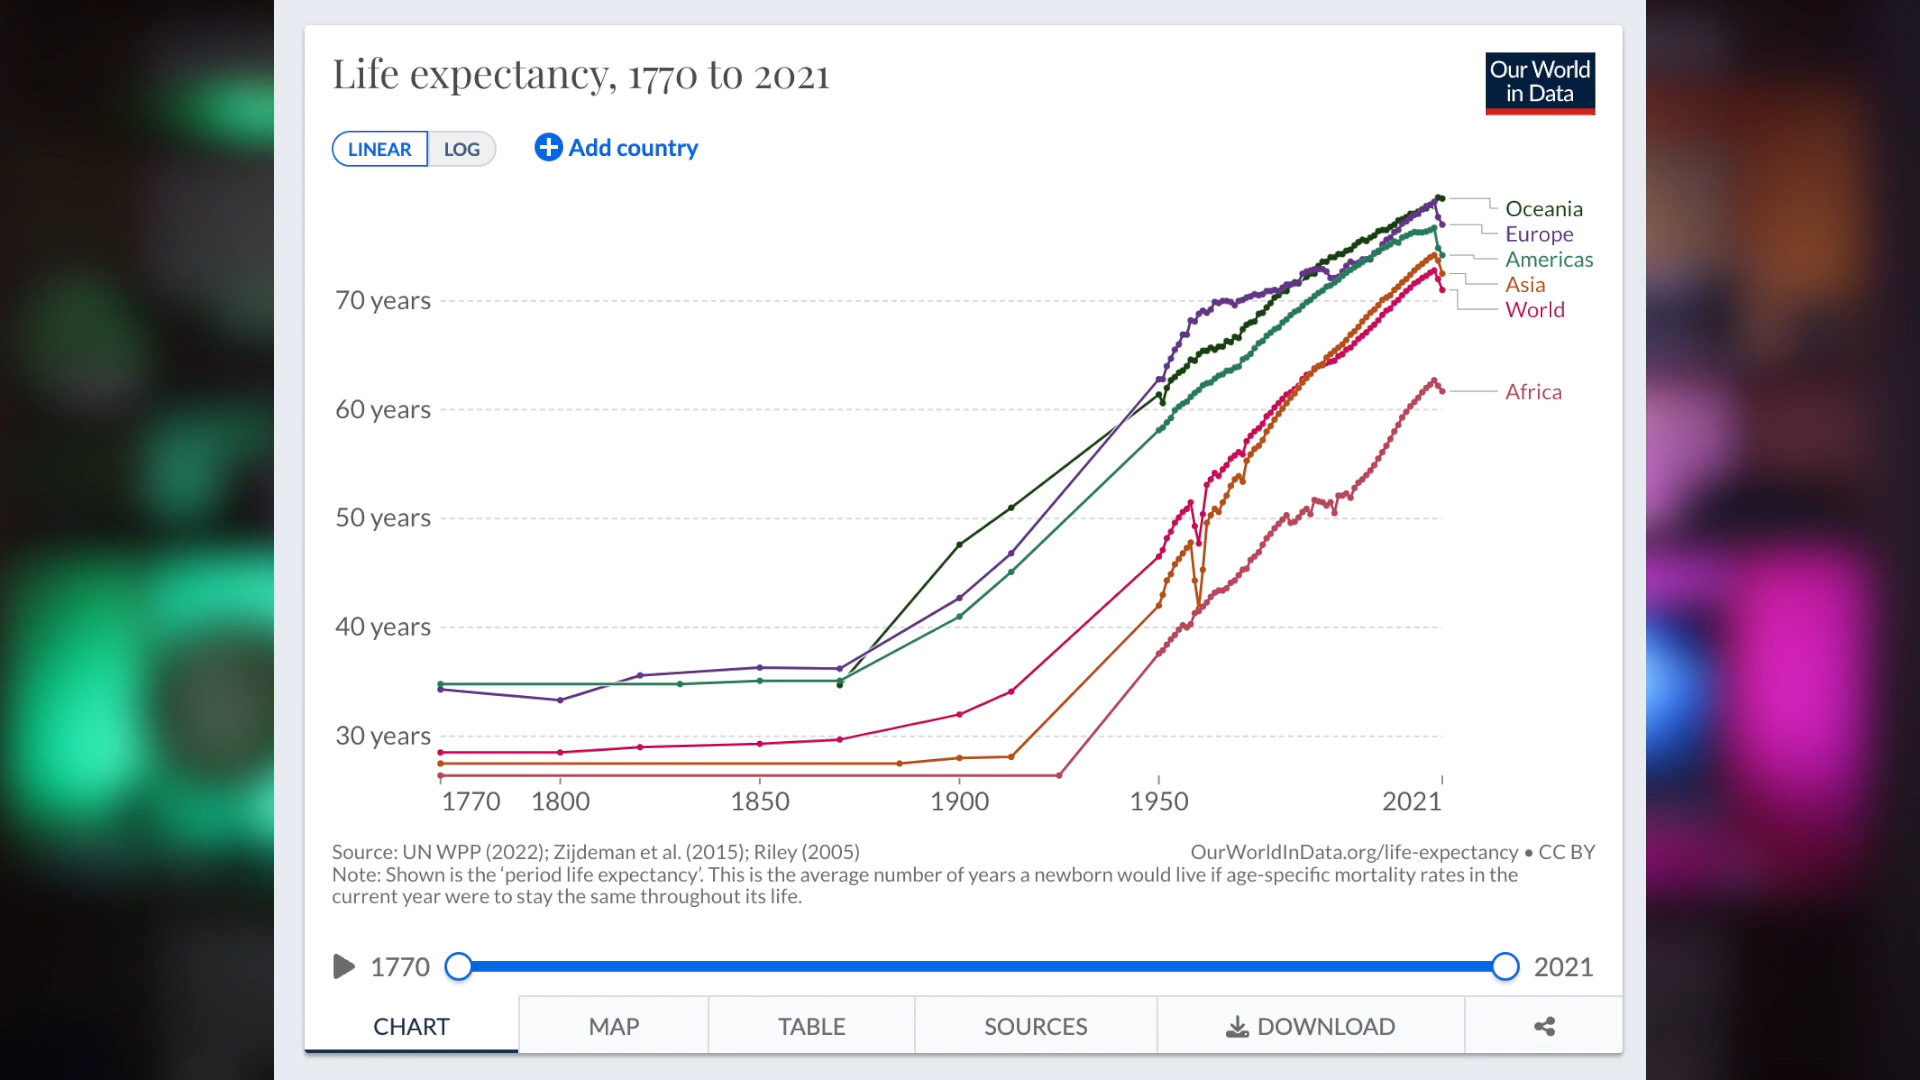 Life expectancy, 1770 to 2021
Our World
in Data
LINEAR
LOG
Add country
Oceania
Europe
Americas
Asia
World
Africa
70 years
60 years
50 years
40 years
30 years
1770
1800
1850
1900
1950
2021
Source: UN WPP (2022); Zijdeman et al. (2015); Riley (2005)
OurWorldInData.org/life-expectancy • CC BY
Note: Shown is the ‘period life expectancy’. This is the average number of years a newborn would live if age-specific mortality rates in the
current year were to stay the same throughout its life.
1770
2021
CHART
MAP
TABLE
SOURCES
DOWNLOAD